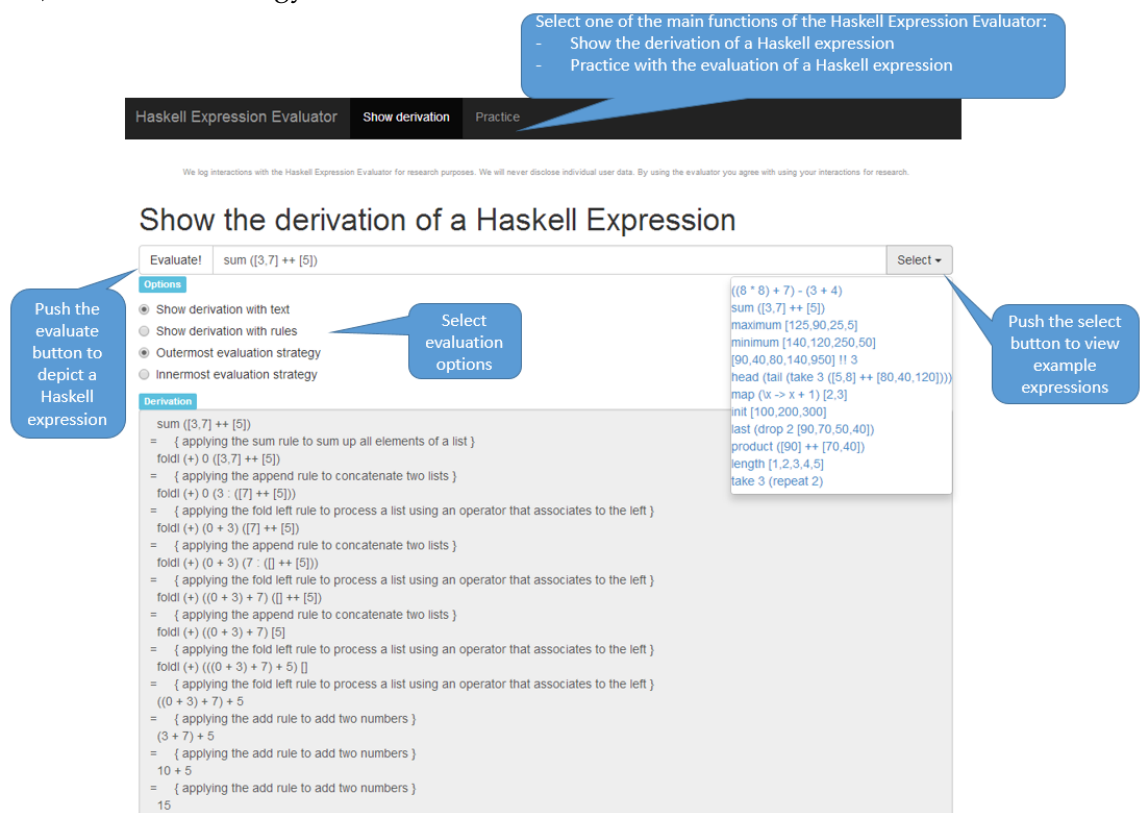 Select one of the main functions of the Haskell Expression Evaluator:
- Show the derivation of a Haskell expression
- Practice with the evaluation of a Haskell expression
Haskell Expression Evaluator Show derivation Practice
We log interactions with the Haskell Expression Evaluator for research purposes. We will never disclose individual user data. By using the evaluator you agree with using your interactions for research.
Show the derivation of a Haskell Expression
Evaluate! sum ([3,7] ++ [5]) Select
Options
Show derivation with text
Show derivation with rules
Outermost evaluation strategy
Innermost evaluation strategy
Push the
evaluate
button to
depict a
Haskell
expression
Select
evaluation
options
((8 * 8) + 7) - (3 + 4)
sum ([3,7] ++ [5])
maximum [125,90,25,5]
minimum [140,120,250,50]
[90,40,80,140,950] !! 3
head (tail (take 3 ([5,8] ++ [80,40,120])))
map (\x -> x + 1) [2,3]
init [100,200,300]
last (drop 2 [90,70,50,40])
product ([90] ++ [70,40])
length [1,2,3,4,5]
take 3 (repeat 2)
Push the select
button to view
example
expressions
Derivation
sum ([3,7] ++ [5])
= { applying the sum rule to sum up all elements of a list }
foldl (+) 0 ([3,7] ++ [5])
= { applying the append rule to concatenate two lists }
foldl (+) 0 (3 : ([7] ++ [5]))
= { applying the fold left rule to process a list using an operator that associates to the left }
foldl (+) (0 + 3) ([7] ++ [5])
= { applying the append rule to concatenate two lists }
foldl (+) (0 + 3) (7 : ([] ++ [5]))
= { applying the fold left rule to process a list using an operator that associates to the left }
foldl (+) ((0 + 3) + 7) ([] ++ [5])
= { applying the append rule to concatenate two lists }
foldl (+) ((0 + 3) + 7) [5]
= { applying the fold left rule to process a list using an operator that associates to the left }
foldl (+) (((0 + 3) + 7) + 5) []
= { applying the fold left rule to process a list using an operator that associates to the left }
((0 + 3) + 7) + 5
= { applying the add rule to add two numbers }
(3 + 7) + 5
= { applying the add rule to add two numbers }
10 + 5
= { applying the add rule to add two numbers }
15